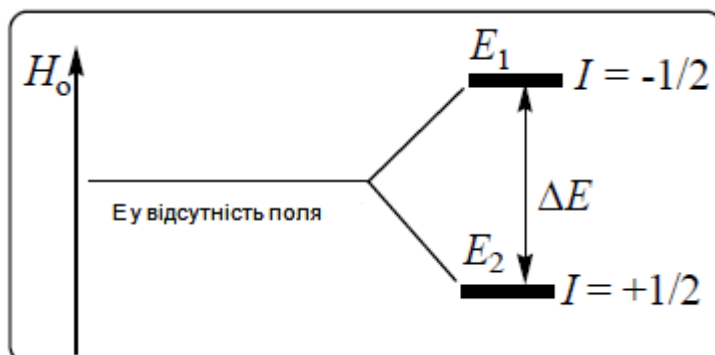 H₀
E₁
I = -1/2
E у відсутність поля
ΔE
E₂
I = +1/2